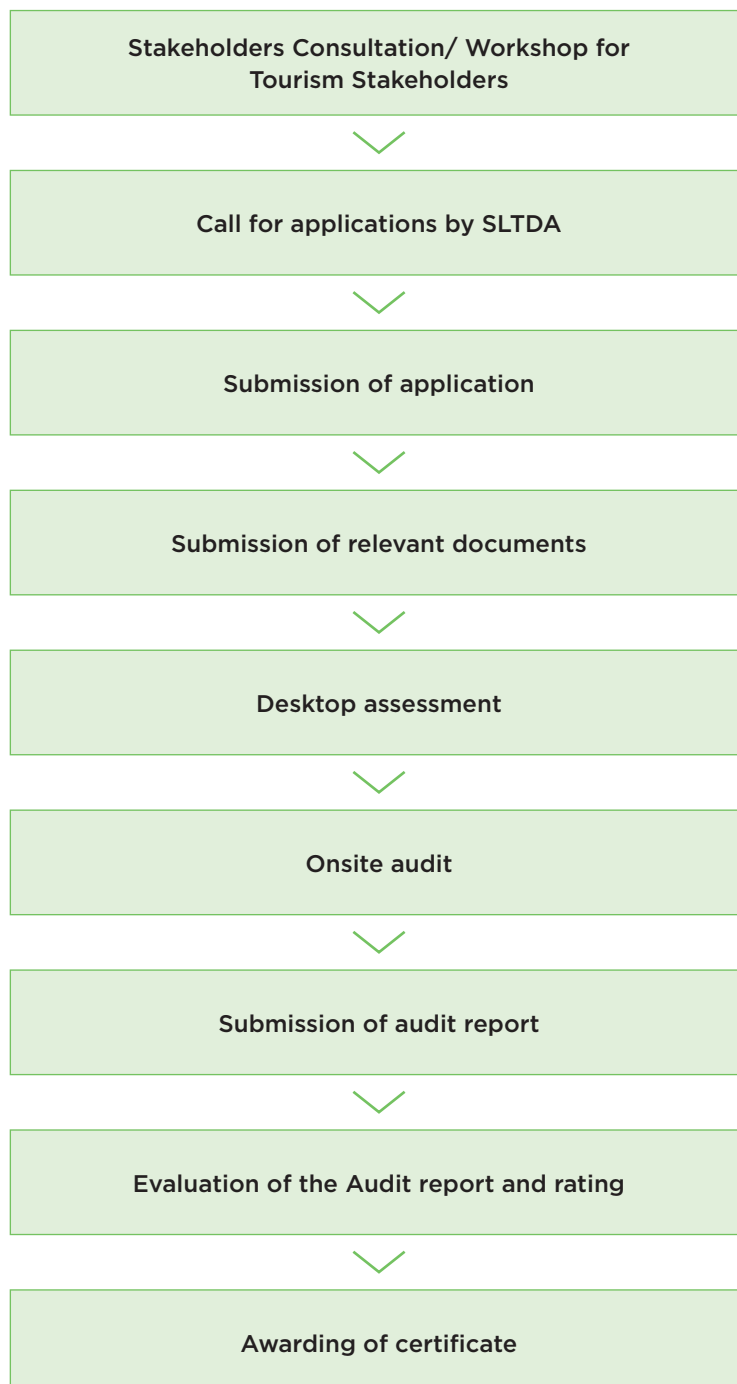 Stakeholders Consultation/ Workshop for
Tourism Stakeholders
Call for applications by SLTDA
Submission of application
Submission of relevant documents
Desktop assessment
Onsite audit
Submission of audit report
Evaluation of the Audit report and rating
Awarding of certificate